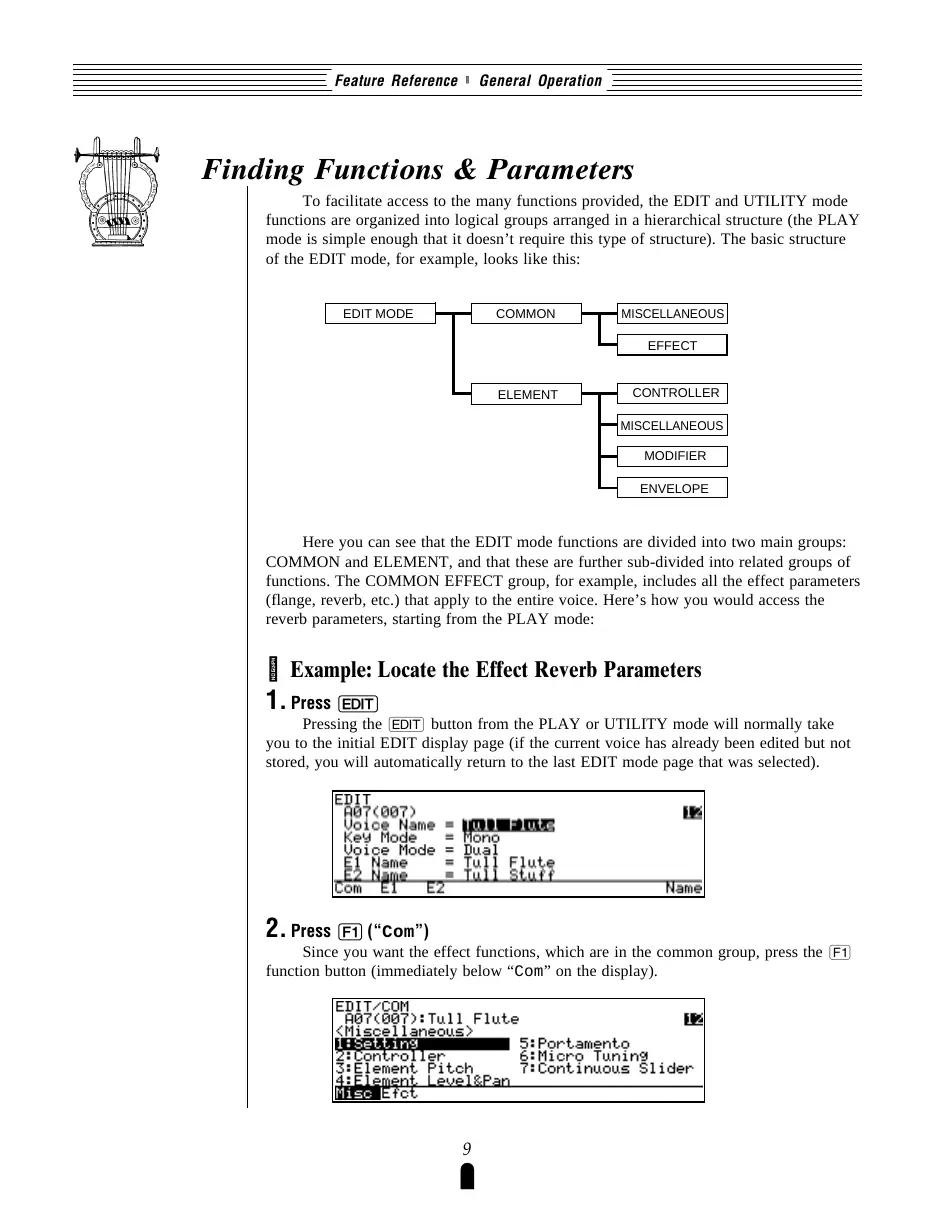 Feature Reference General Operation
Finding Functions & Parameters
To facilitate access to the many functions provided, the EDIT and UTILITY mode
functions are organized into logical groups arranged in a hierarchical structure (the PLAY
mode is simple enough that it doesn’t require this type of structure). The basic structure
of the EDIT mode, for example, looks like this:
EDIT MODE
COMMON
MISCELLANEOUS
EFFECT
ELEMENT
CONTROLLER
MISCELLANEOUS
MODIFIER
ENVELOPE
Here you can see that the EDIT mode functions are divided into two main groups:
COMMON and ELEMENT, and that these are further sub-divided into related groups of
functions. The COMMON EFFECT group, for example, includes all the effect parameters
(flange, reverb, etc.) that apply to the entire voice. Here’s how you would access the
reverb parameters, starting from the PLAY mode:
Example: Locate the Effect Reverb Parameters
1. Press EDIT
Pressing the EDIT button from the PLAY or UTILITY mode will normally take
you to the initial EDIT display page (if the current voice has already been edited but not
stored, you will automatically return to the last EDIT mode page that was selected).
EDIT
A07(007) 12
Voice Name = Tull Flute
Key Mode = Mono
Voice Mode = Dual
E1 Name = Tull Flute
E2 Name = Tull Stuff
Com E1 E2 Name
2. Press F1 (“Com”)
Since you want the effect functions, which are in the common group, press the F1
function button (immediately below “Com” on the display).
EDIT/COM
A07(007):Tull Flute 12
<Miscellaneous>
1:Setting 5:Portamento
2:Controller 6:Micro Tuning
3:Element Pitch 7:Continuous Slider
4:Element Level&Pan
Misc Efct
9